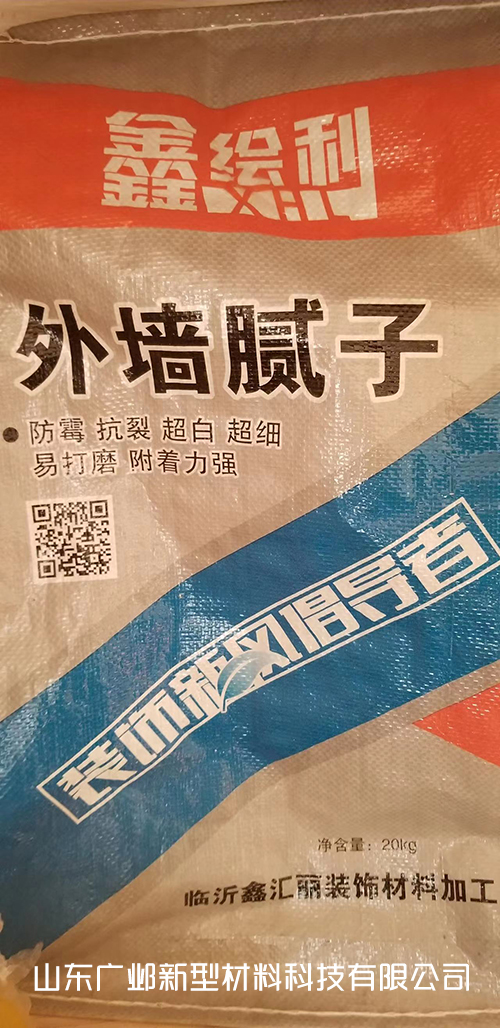 鑫绘利
外墙腻子
● 防霉 抗裂 超白 超细
易打磨 附着力强
装饰新风倡导者
净含量：20kg
临沂鑫汇丽装饰材料加工
山东广邺新型材料科技有限公司